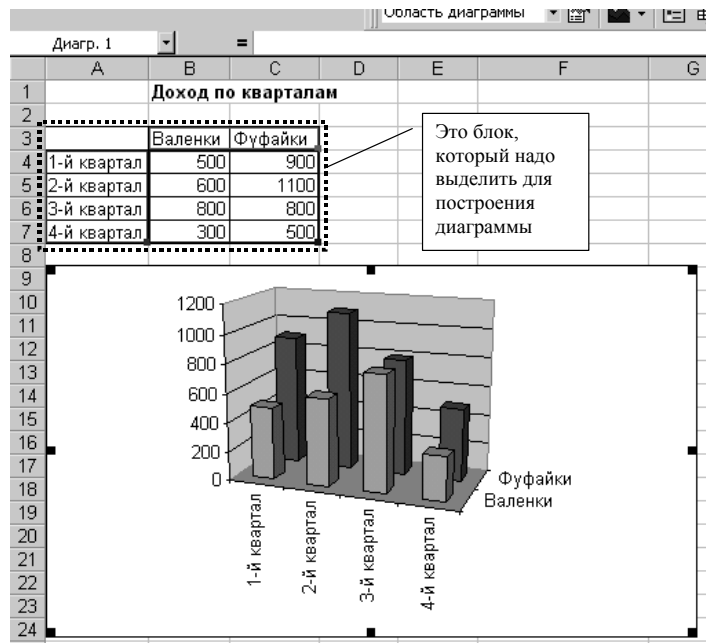 Область диаграммы
Диагр. 1 =
A B C D E F G
1 Доход по кварталам
2
3 Валенки Фуфайки
4 1-й квартал 500 900
5 2-й квартал 600 1100
6 3-й квартал 800 800
7 4-й квартал 300 500
8
Это блок,
который надо
выделить для
построения
диаграммы
9
10
11
12
13
14
15
16
17
18
19
20
21
22
23
24
1200
1000
800
600
400
200
0
Фуфайки
Валенки
1-й квартал
2-й квартал
3-й квартал
4-й квартал